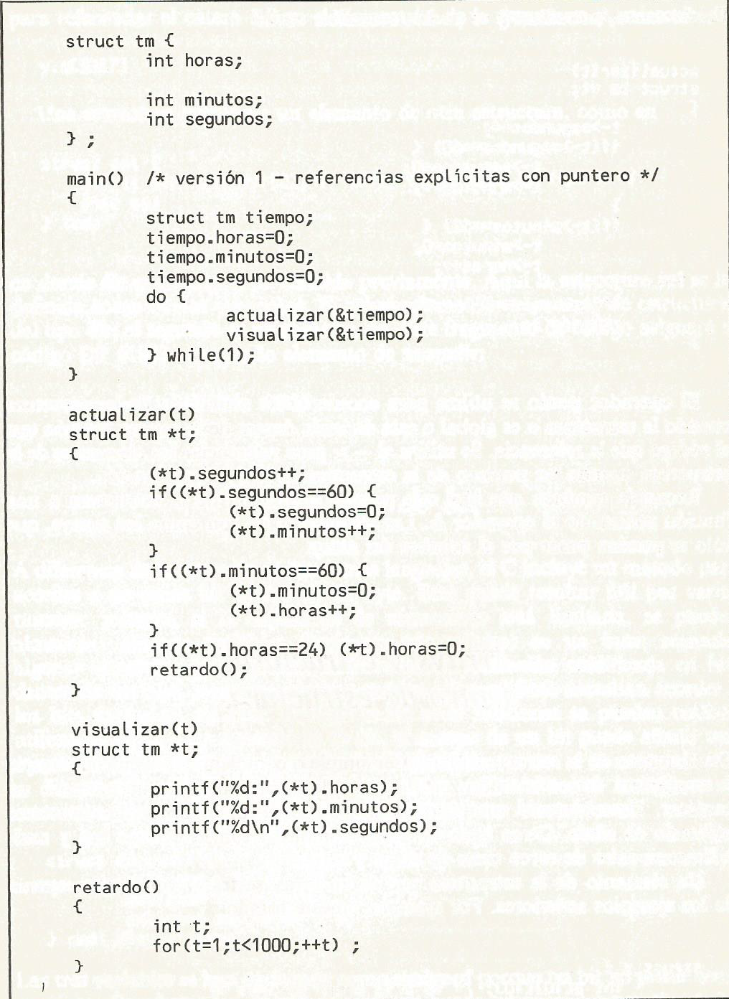 struct tm {
int horas;
int minutos;
int segundos;
} ;
main() /* versión 1 - referencias explícitas con puntero */
{
struct tm tiempo;
tiempo.horas=0;
tiempo.minutos=0;
tiempo.segundos=0;
do {
actualizar(&tiempo);
visualizar(&tiempo);
} while(1);
}
actualizar(t)
struct tm *t;
{
(*t).segundos++;
if((*t).segundos==60) {
(*t).segundos=0;
(*t).minutos++;
}
if((*t).minutos==60) {
(*t).minutos=0;
(*t).horas++;
}
if((*t).horas==24) (*t).horas=0;
retardo();
}
visualizar(t)
struct tm *t;
{
printf("%d:",(*t).horas);
printf("%d:",(*t).minutos);
printf("%d\n",(*t).segundos);
}
retardo()
{
int t;
for(t=1;t<1000;++t) ;
}